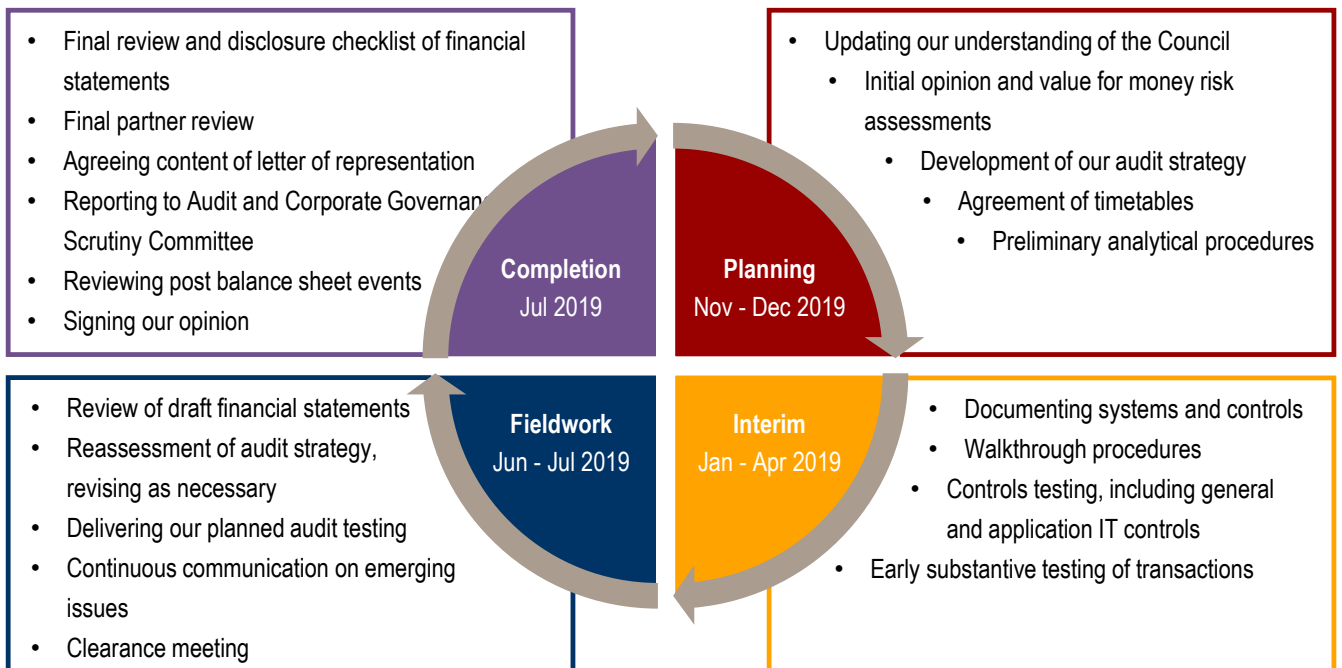 • Final review and disclosure checklist of financial
statements
• Final partner review
• Agreeing content of letter of representation
• Reporting to Audit and Corporate Governan
Scrutiny Committee
• Reviewing post balance sheet events
• Signing our opinion
Completion
Jul 2019
• Updating our understanding of the Council
• Initial opinion and value for money risk
assessments
• Development of our audit strategy
• Agreement of timetables
• Preliminary analytical procedures
Planning
Nov - Dec 2019
• Review of draft financial statements
• Reassessment of audit strategy,
revising as necessary
• Delivering our planned audit testing
• Continuous communication on emerging
issues
• Clearance meeting
Fieldwork
Jun - Jul 2019
Interim
Jan - Apr 2019
• Documenting systems and controls
• Walkthrough procedures
• Controls testing, including general
and application IT controls
• Early substantive testing of transactions